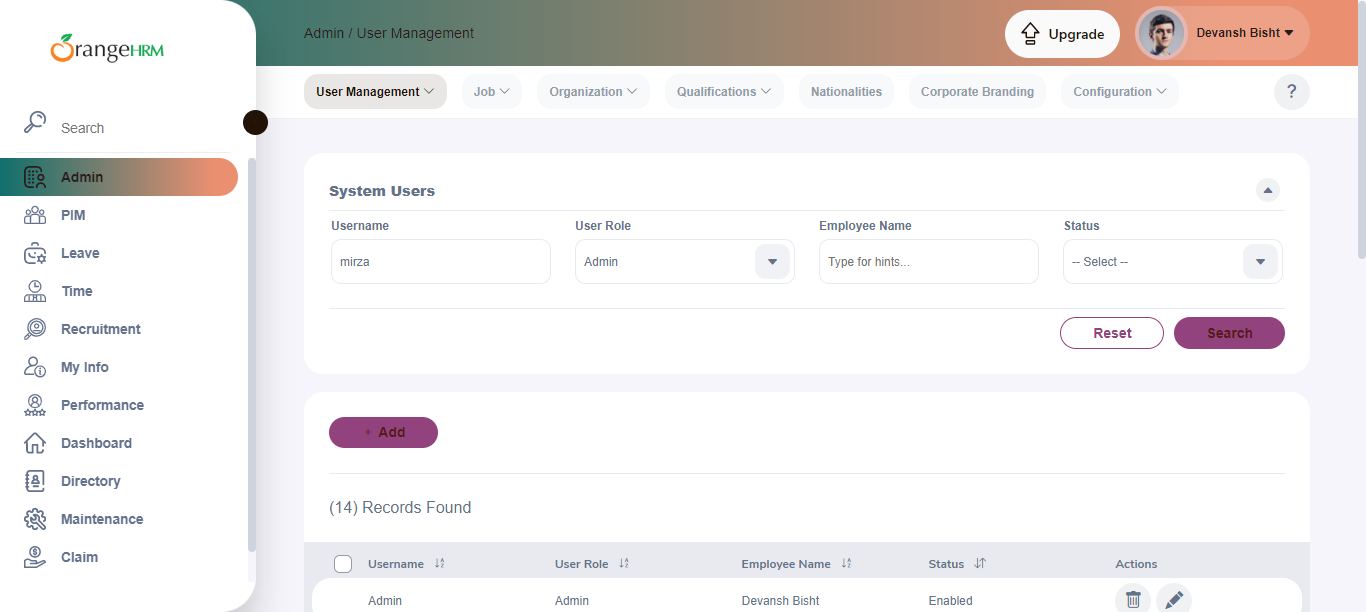 OrangeHRM
Admin / User Management
Upgrade
Devansh Bisht
User Management
Job
Organization
Qualifications
Nationalities
Corporate Branding
Configuration
?
Search
Admin
PIM
Leave
Time
Recruitment
My Info
Performance
Dashboard
Directory
Maintenance
Claim
System Users
Username
User Role
Employee Name
Status
mirza
Admin
Type for hints...
-- Select --
Reset
Search
+ Add
(14) Records Found
Username
User Role
Employee Name
Status
Actions
Admin
Admin
Devansh Bisht
Enabled